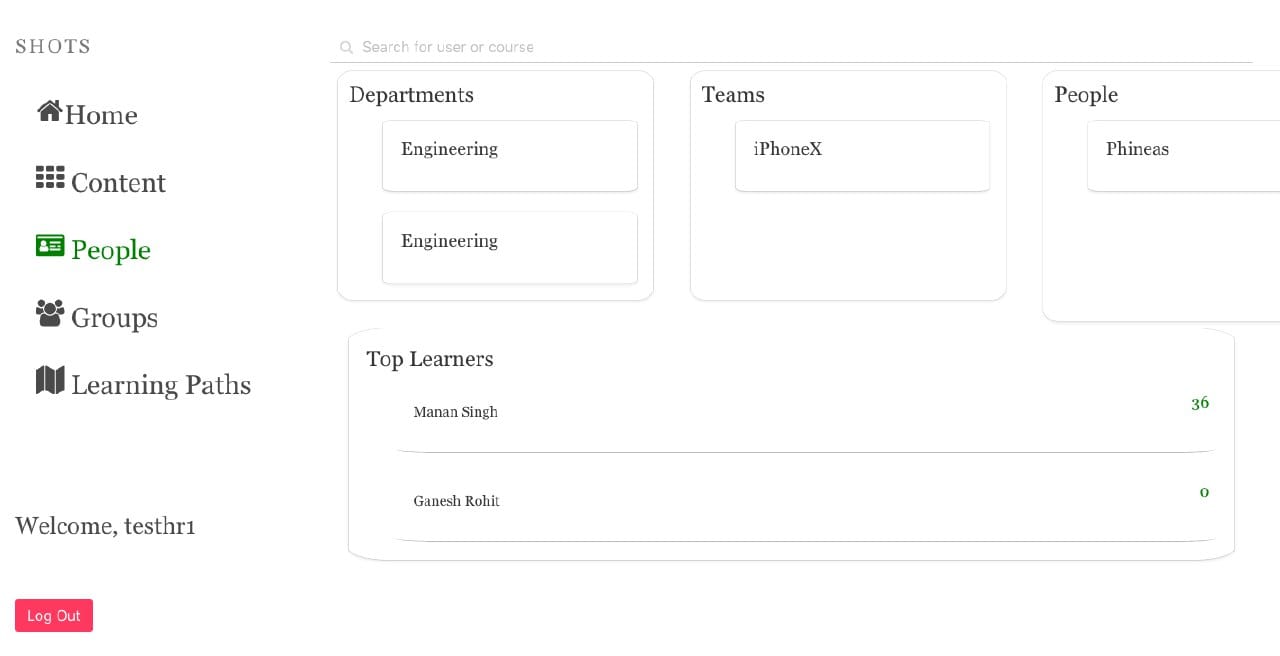 SHOTS
Home
Content
People
Groups
Learning Paths
Welcome, testhr1
Log Out
Search for user or course
Departments
Engineering
Engineering
Teams
iPhoneX
People
Phineas
Top Learners
Manan Singh 36
Ganesh Rohit 0